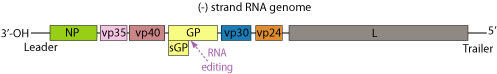 (-) strand RNA genome
3'-OH NP vp35 vp40 GP vp30 vp24 L 5'
Leader sGP RNA Trailer
editing